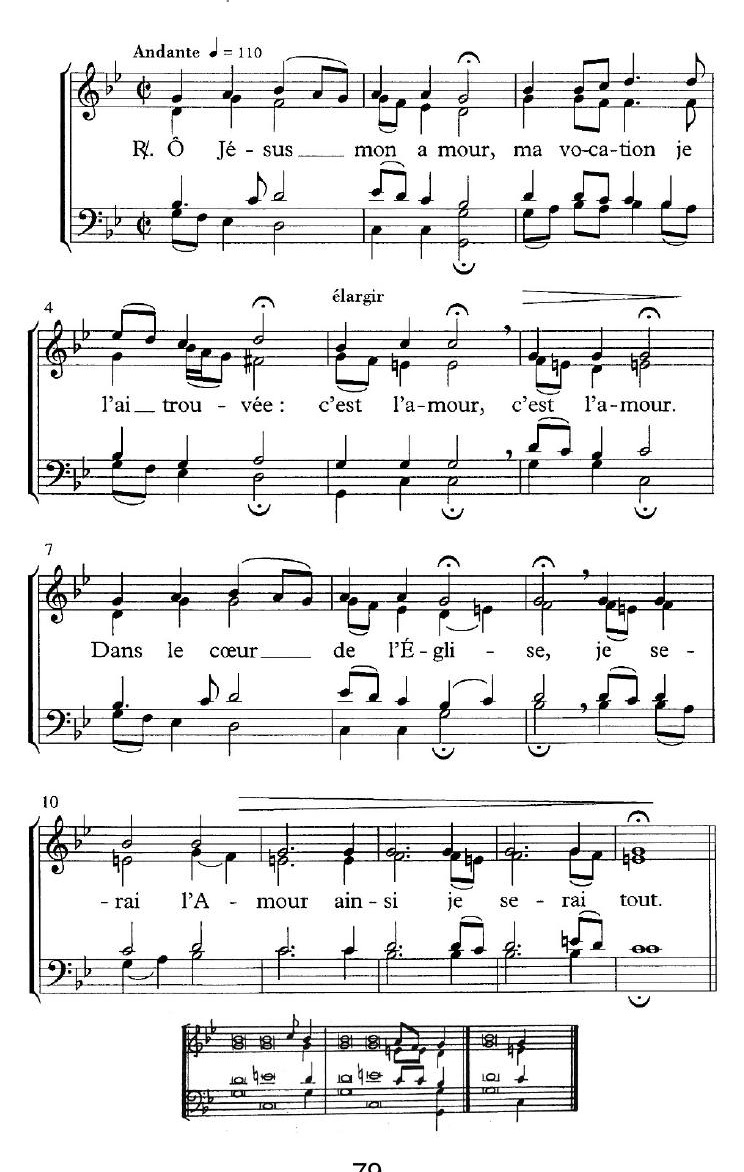 Andante ♩ = 110
R/. Ô Jé - sus mon a mour, ma vo-ca-tion je
4
élargir
l'ai trou - vée : c'est l'a-mour, c'est l'a-mour.
7
Dans le cœur de l'É-gli - se, je se -
10
- rai l'A - mour ain-si je se - rai tout.